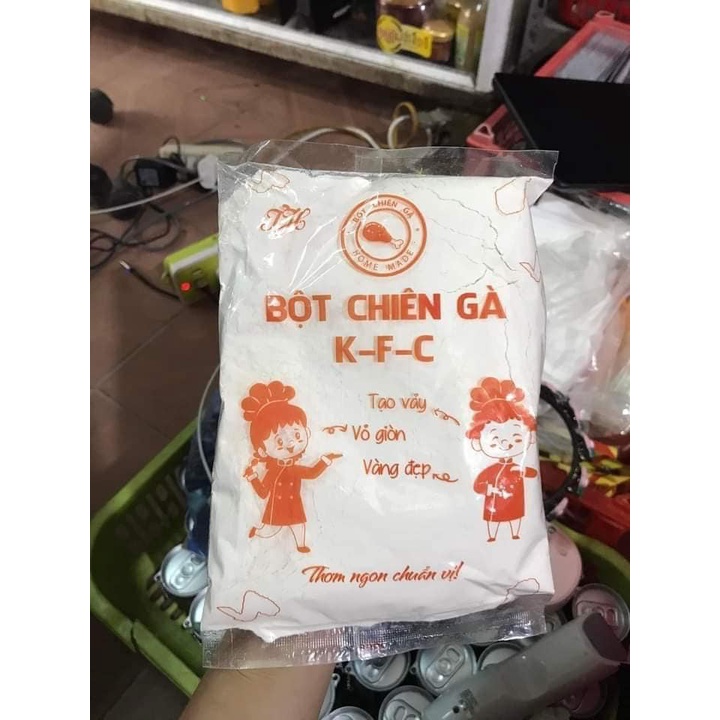 TH
BỘT CHIÊN GÀ
HOME MADE
BỘT CHIÊN GÀ
K-F-C
Tạo vảy
Vỏ giòn
Vàng đẹp
Thơm ngon chuẩn vị!